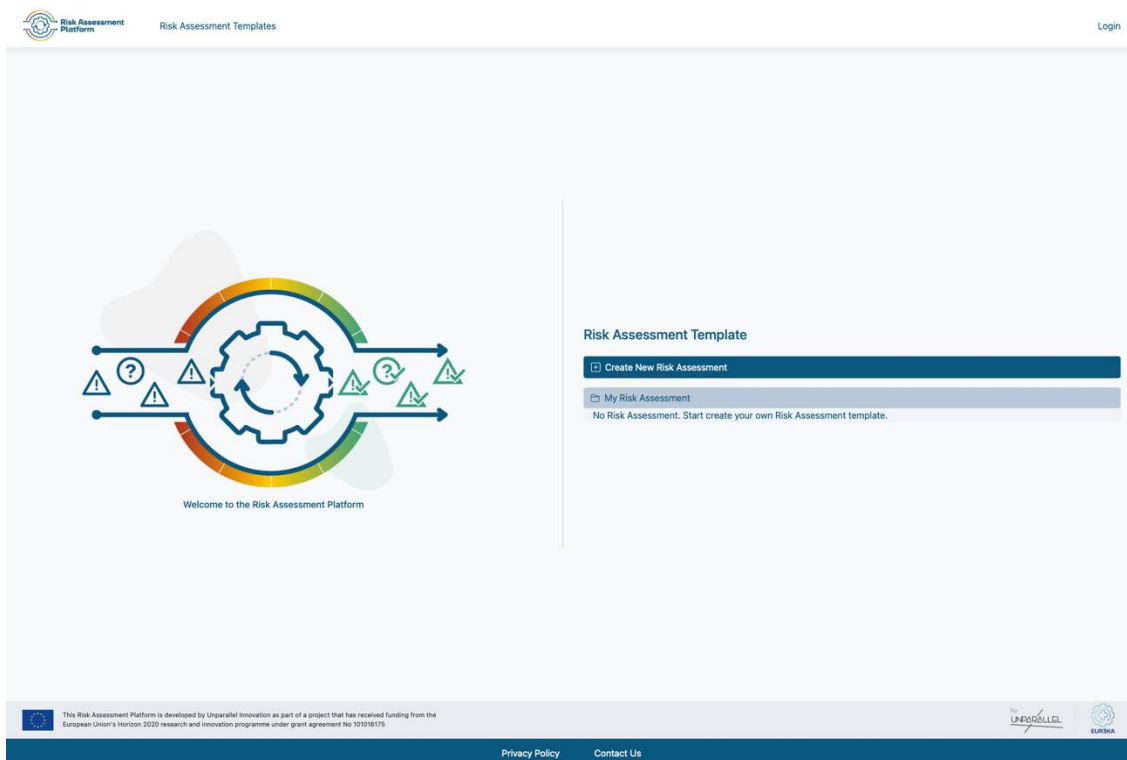 Risk Assessment
Platform
Risk Assessment Templates
Login
Welcome to the Risk Assessment Platform
Risk Assessment Template
Create New Risk Assessment
My Risk Assessment
No Risk Assessment. Start create your own Risk Assessment template.
This Risk Assessment Platform is developed by Unparallel Innovation as part of a project that has received funding from the
European Union's Horizon 2020 research and innovation programme under grant agreement No 101016175
by
UNPARALLEL
EUR3KA
Privacy Policy
Contact Us